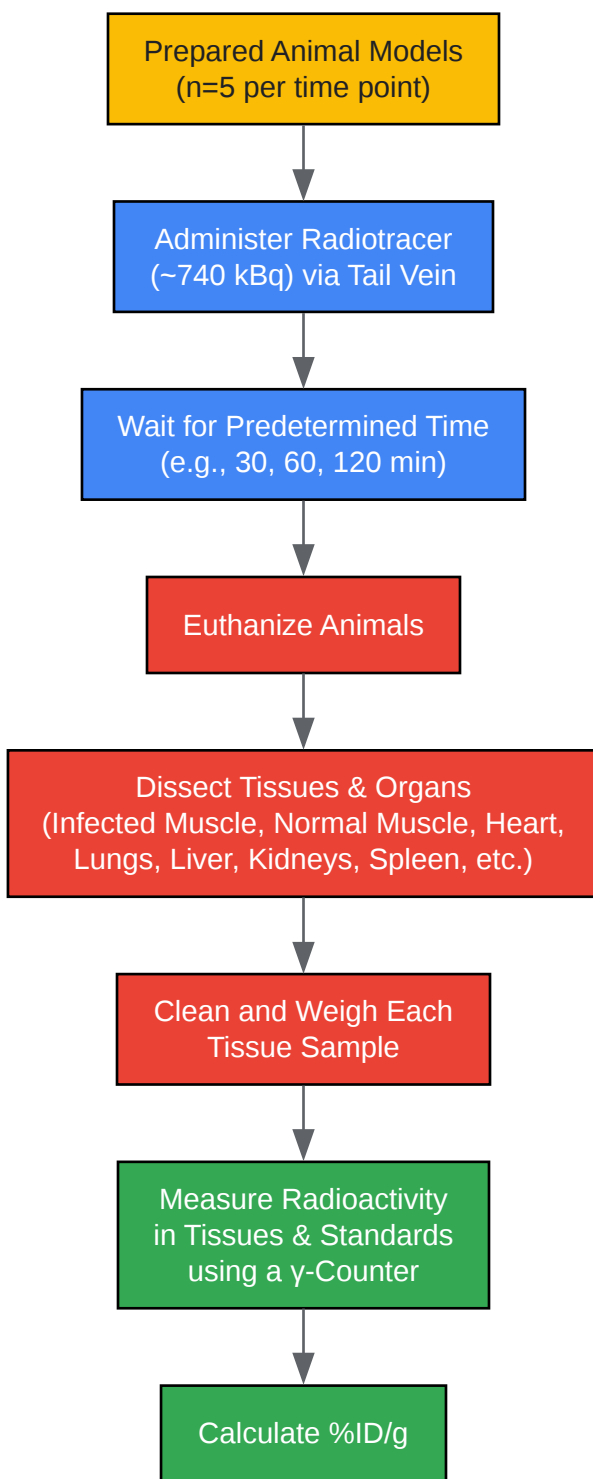 Prepared Animal Models
(n=5 per time point)
Administer Radiotracer
(~740 kBq) via Tail Vein
Wait for Predetermined Time
(e.g., 30, 60, 120 min)
Euthanize Animals
Dissect Tissues & Organs
(Infected Muscle, Normal Muscle, Heart,
Lungs, Liver, Kidneys, Spleen, etc.)
Clean and Weigh Each
Tissue Sample
Measure Radioactivity
in Tissues & Standards
using a γ-Counter
Calculate %ID/g